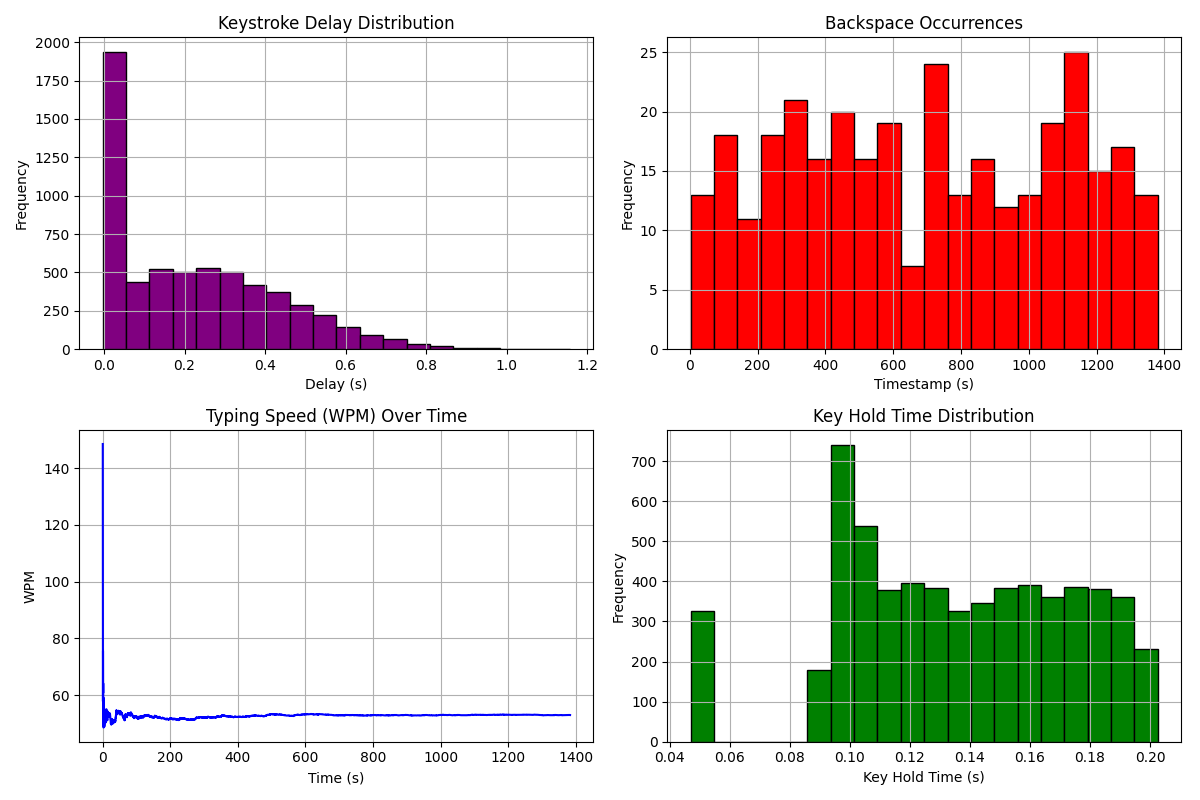 Keystroke Delay Distribution
Frequency
2000
1750
1500
1250
1000
750
500
250
0
0.0 0.2 0.4 0.6 0.8 1.0 1.2
Delay (s)
Backspace Occurrences
Frequency
25
20
15
10
5
0
0 200 400 600 800 1000 1200 1400
Timestamp (s)
Typing Speed (WPM) Over Time
WPM
140
120
100
80
60
0 200 400 600 800 1000 1200 1400
Time (s)
Key Hold Time Distribution
Frequency
700
600
500
400
300
200
100
0
0.04 0.06 0.08 0.10 0.12 0.14 0.16 0.18 0.20
Key Hold Time (s)